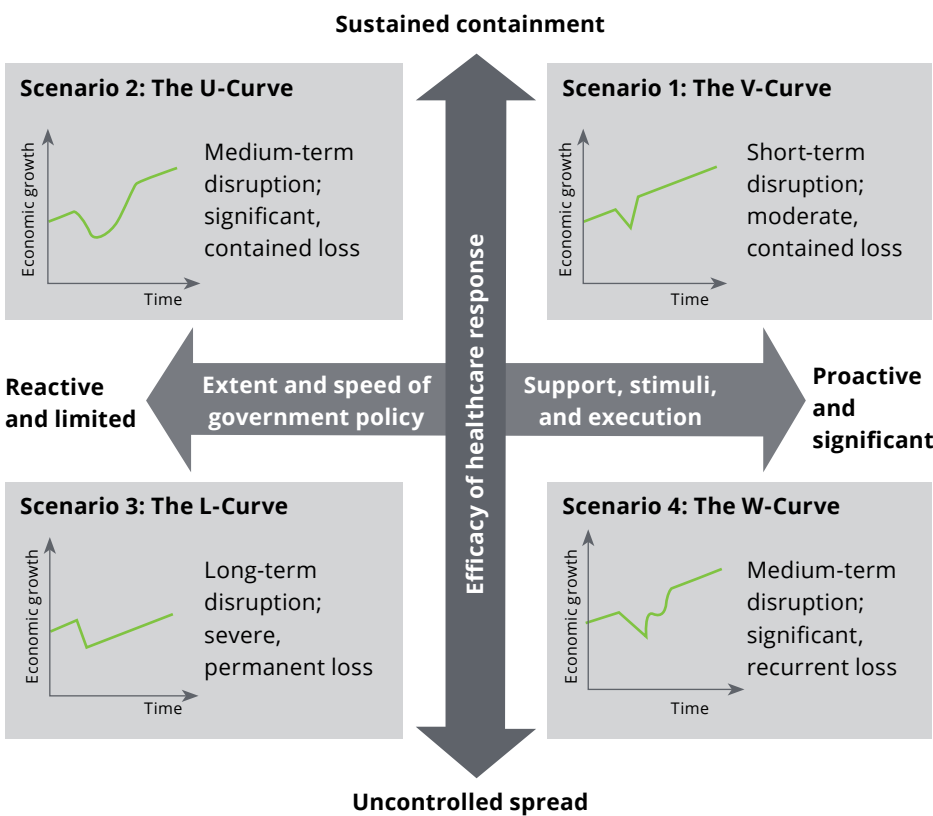 Sustained containment
Scenario 2: The U-Curve
Economic growth
Time
Medium-term
disruption;
significant,
contained loss
Scenario 1: The V-Curve
Economic growth
Time
Short-term
disruption;
moderate,
contained loss
Reactive
and limited
Extent and speed of
government policy
Efficacy of healthcare response
Support, stimuli,
and execution
Proactive
and
significant
Scenario 3: The L-Curve
Economic growth
Time
Long-term
disruption;
severe,
permanent loss
Scenario 4: The W-Curve
Economic growth
Time
Medium-term
disruption;
significant,
recurrent loss
Uncontrolled spread